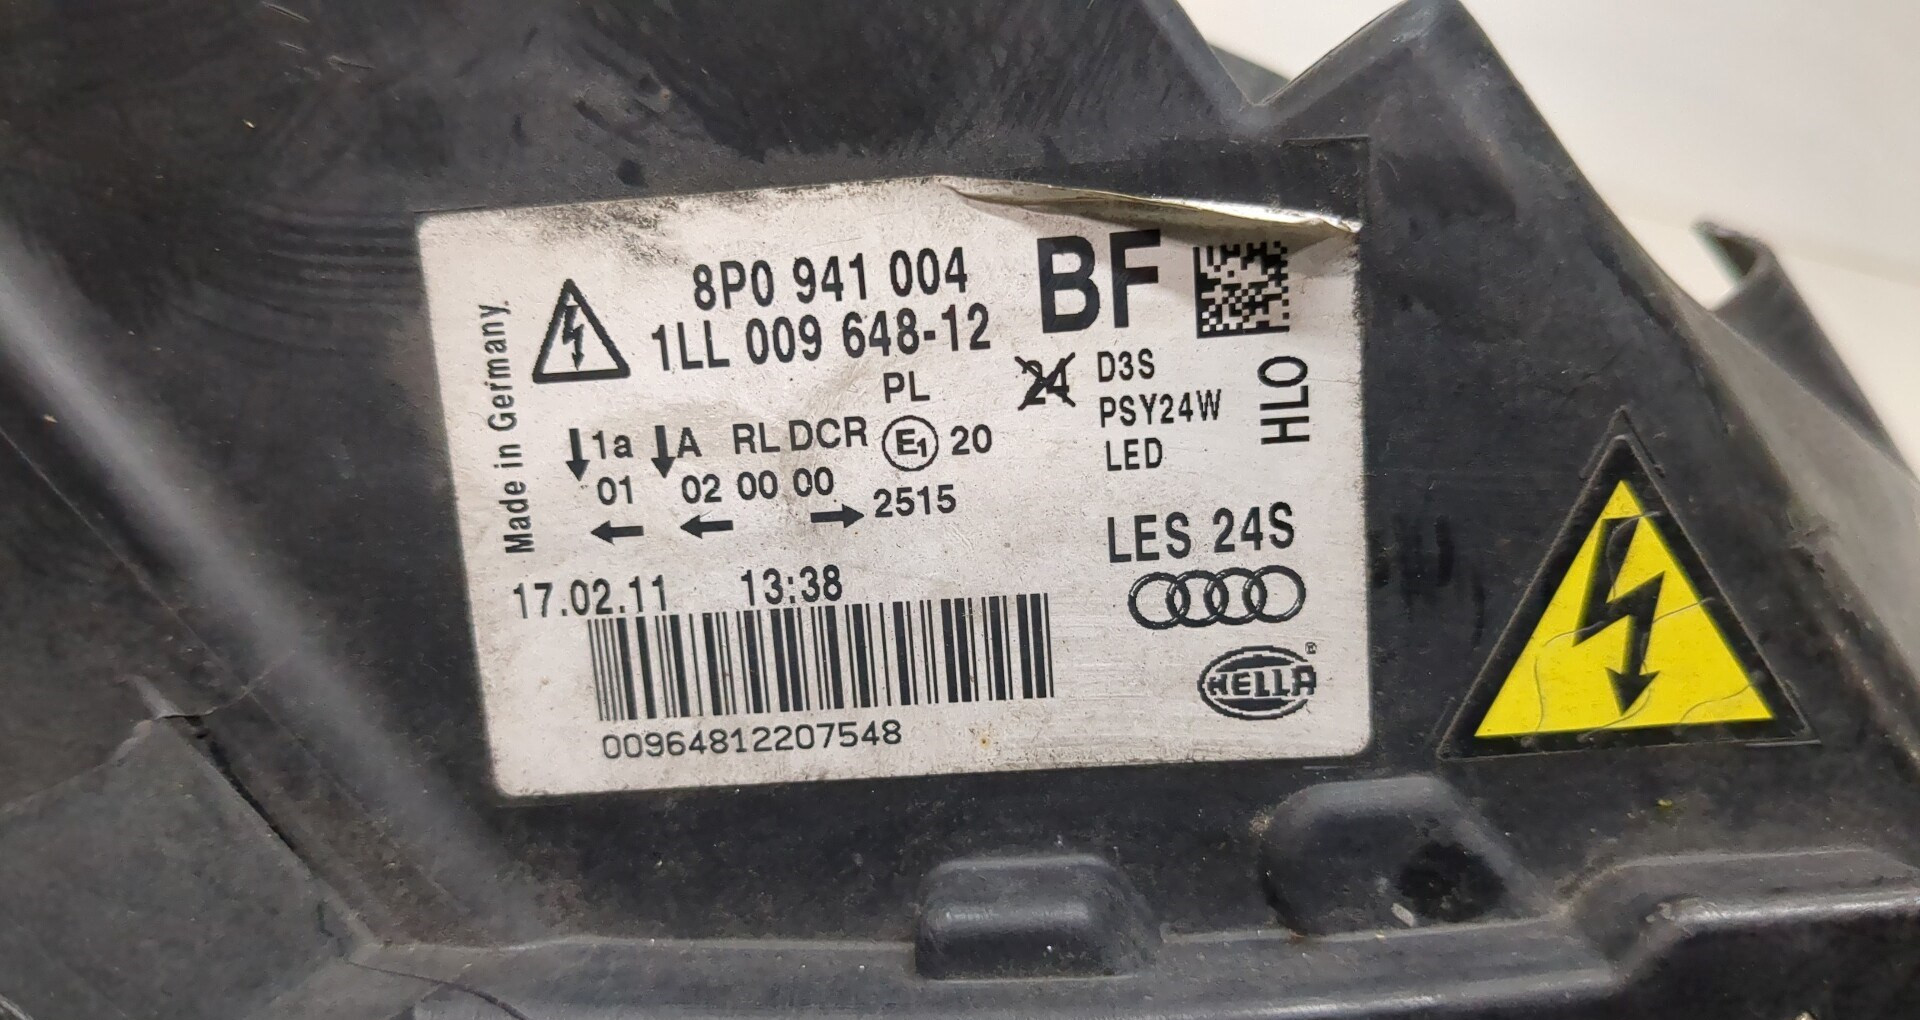 8P0 941 004 BF
1LL 009 648-12
Made in Germany.
PL
24 D3S
PSY24W
LED
HLO
1a A RL DCR E1 20
01 02 00 00
2515
LES 24S
17.02.11 13:38
00964812207548
HELLA®